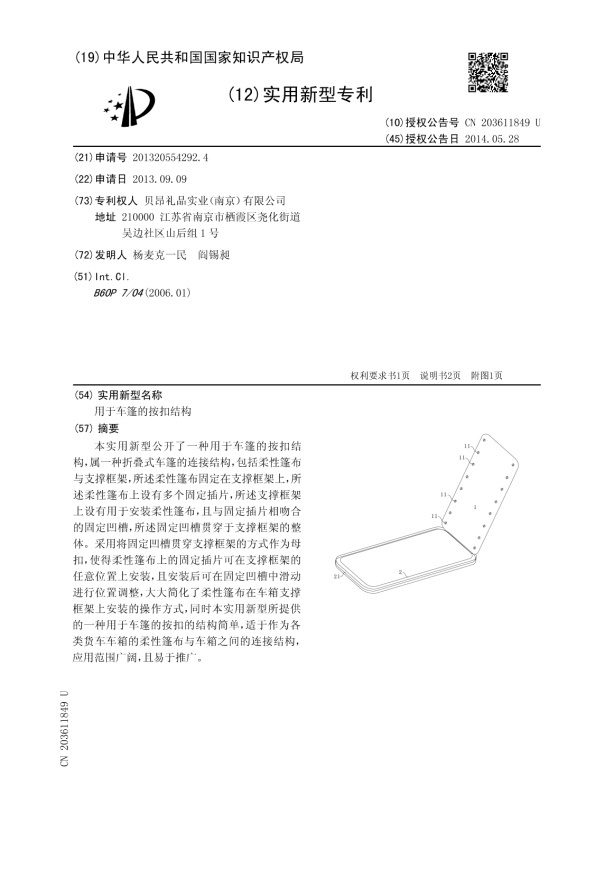 (19)中华人民共和国国家知识产权局
(12)实用新型专利
(10)授权公告号 CN 203611849 U
(45)授权公告日 2014.05.28
(21)申请号 201320554292.4
(22)申请日 2013.09.09
(73)专利权人 贝昂礼品实业(南京)有限公司
地址 210000 江苏省南京市栖霞区尧化街道
吴边社区山后组1号
(72)发明人 杨麦克一民 阎锡昶
(51)Int.Cl.
B60P 7/04(2006.01)
权利要求书1页 说明书2页 附图1页
(54)实用新型名称
用于车篷的按扣结构
(57)摘要
本实用新型公开了一种用于车篷的按扣结
构,属一种折叠式车篷的连接结构,包括柔性篷布
与支撑框架,所述柔性篷布固定在支撑框架上,所
述柔性篷布上设有多个固定插片,所述支撑框架
上设有用于安装柔性篷布,且与固定插片相吻合
的固定凹槽,所述固定凹槽贯穿于支撑框架的整
体。采用将固定凹槽贯穿支撑框架的方式作为母
扣,使得柔性篷布上的固定插片可在支撑框架的
任意位置上安装,且安装后可在固定凹槽中滑动
进行位置调整,大大简化了柔性篷布在车箱支撑
框架上安装的操作方式,同时本实用新型所提供
的一种用于车篷的按扣的结构简单,适于作为各
类货车车箱的柔性篷布与车箱之间的连接结构,
应用范围广阔,且易于推广。
11
11
11
1
11
2
21
CN 203611849 U